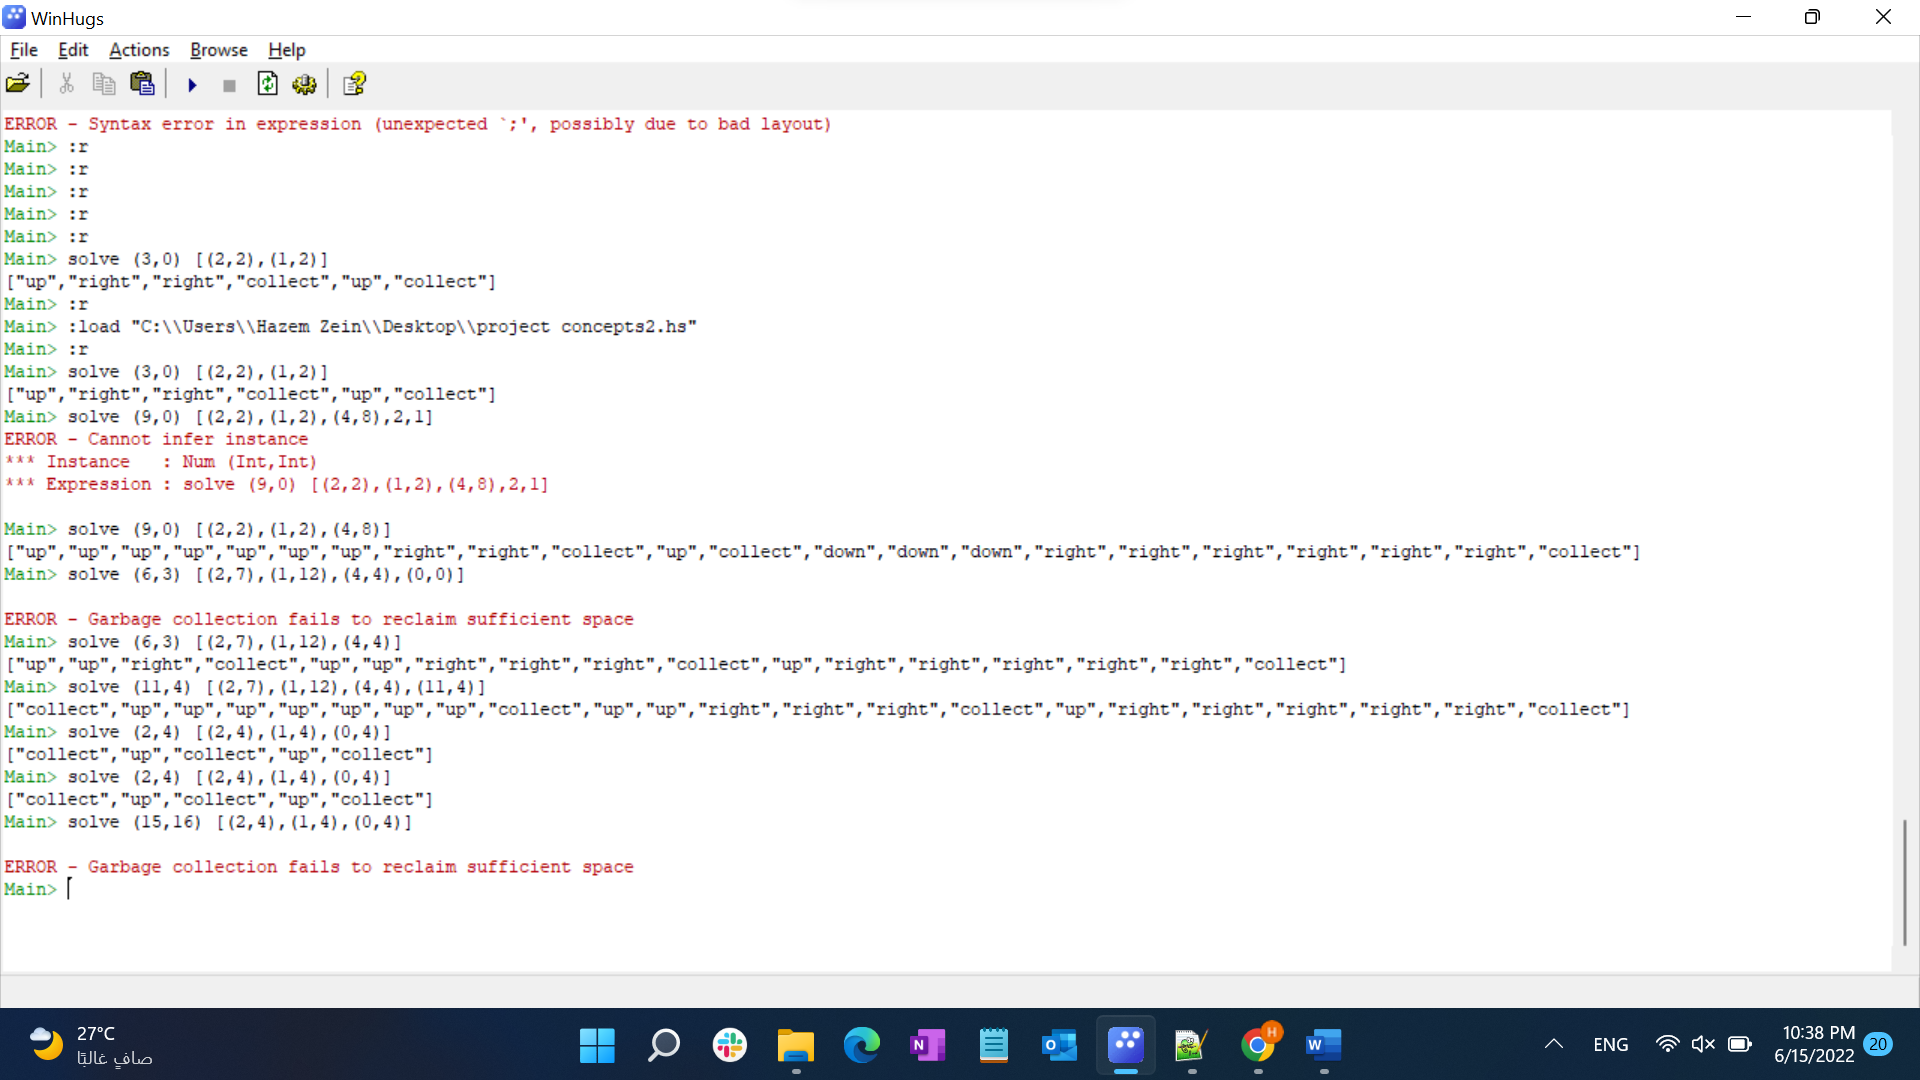 WinHugs
File Edit Actions Browse Help
ERROR - Syntax error in expression (unexpected `;', possibly due to bad layout)
Main> :r
Main> :r
Main> :r
Main> :r
Main> :r
Main> solve (3,0) [(2,2),(1,2)]
["up","right","right","collect","up","collect"]
Main> :r
Main> :load "C:\\Users\\Hazem Zein\\Desktop\\project concepts2.hs"
Main> :r
Main> solve (3,0) [(2,2),(1,2)]
["up","right","right","collect","up","collect"]
Main> solve (9,0) [(2,2),(1,2),(4,8),2,1]
ERROR - Cannot infer instance
*** Instance   : Num (Int,Int)
*** Expression : solve (9,0) [(2,2),(1,2),(4,8),2,1]
Main> solve (9,0) [(2,2),(1,2),(4,8)]
["up","up","up","up","up","up","up","right","right","collect","up","collect","down","down","down","right","right","right","right","right","right","collect"]
Main> solve (6,3) [(2,7),(1,12),(4,4),(0,0)]
ERROR - Garbage collection fails to reclaim sufficient space
Main> solve (6,3) [(2,7),(1,12),(4,4)]
["up","up","right","collect","up","up","right","right","right","collect","up","right","right","right","right","right","collect"]
Main> solve (11,4) [(2,7),(1,12),(4,4),(11,4)]
["collect","up","up","up","up","up","up","up","collect","up","up","right","right","right","collect","up","right","right","right","right","right","collect"]
Main> solve (2,4) [(2,4),(1,4),(0,4)]
["collect","up","collect","up","collect"]
Main> solve (2,4) [(2,4),(1,4),(0,4)]
["collect","up","collect","up","collect"]
Main> solve (15,16) [(2,4),(1,4),(0,4)]
ERROR - Garbage collection fails to reclaim sufficient space
Main>
27°C
صافٍ غالبًا
N
O
H
W
ENG
10:38 PM
6/15/2022
20